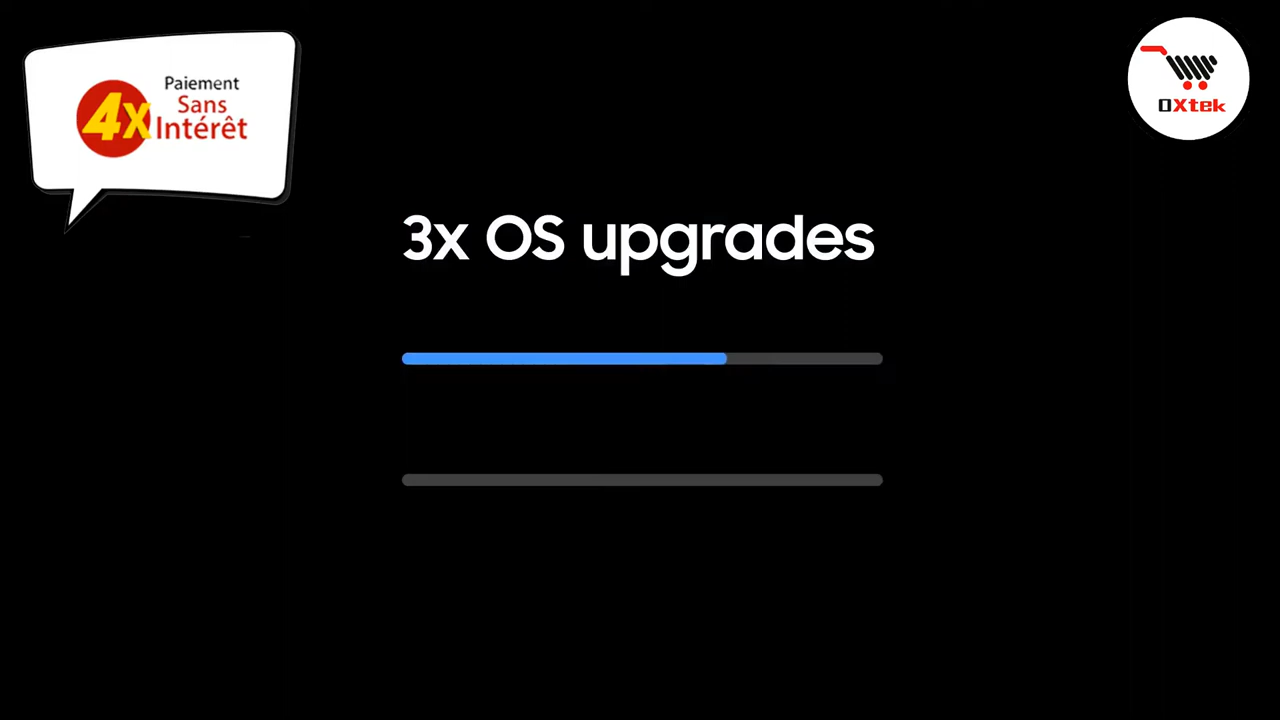 Paiement
4x Sans
Intérêt
OXtek
3x OS upgrades